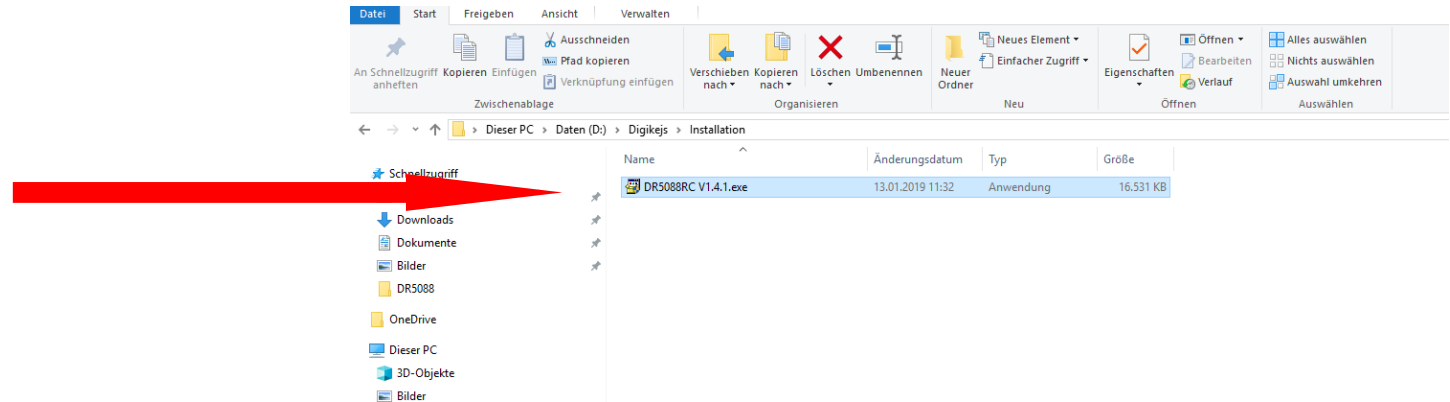 Datei Start Freigeben Ansicht Verwalten
An Schnellzugriff anheften
Kopieren
Einfügen
Ausschneiden
Pfad kopieren
Verknüpfung einfügen
Zwischenablage
Verschieben nach
Kopieren nach
Löschen
Umbenennen
Organisieren
Neuer Ordner
Neues Element
Einfacher Zugriff
Neu
Eigenschaften
Öffnen
Bearbeiten
Verlauf
Öffnen
Alles auswählen
Nichts auswählen
Auswahl umkehren
Auswählen
Dieser PC > Daten (D:) > Digikejs > Installation
Name Änderungsdatum Typ Größe
DR5088RC V1.4.1.exe 13.01.2019 11:32 Anwendung 16.531 KB
Schnellzugriff
Downloads
Dokumente
Bilder
DR5088
OneDrive
Dieser PC
3D-Objekte
Bilder